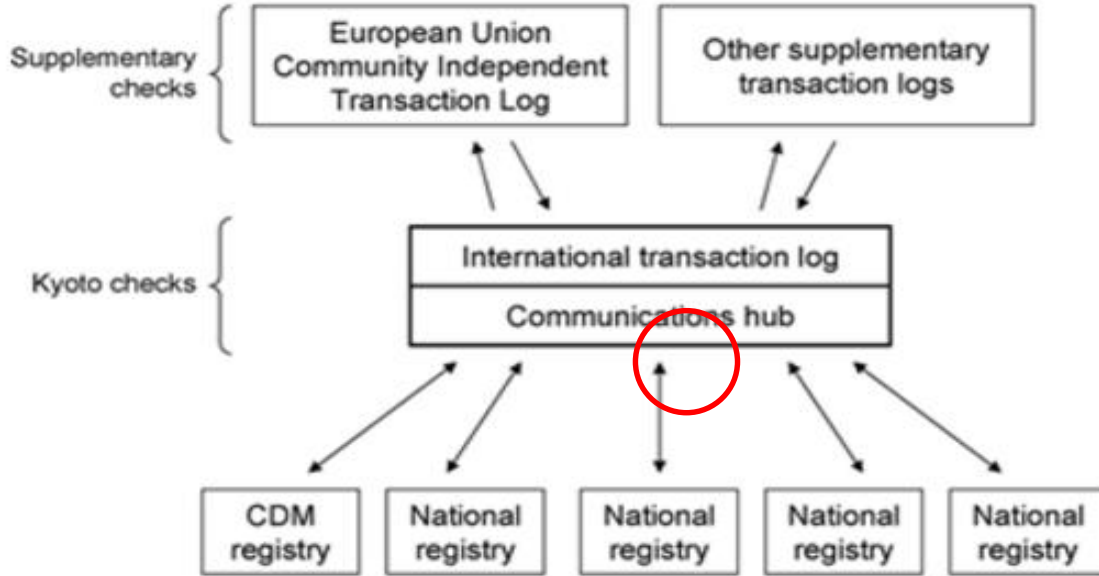 Supplementary
checks
European Union
Community Independent
Transaction Log
Other supplementary
transaction logs
Kyoto checks
International transaction log
Communications hub
CDM
registry
National
registry
National
registry
National
registry
National
registry